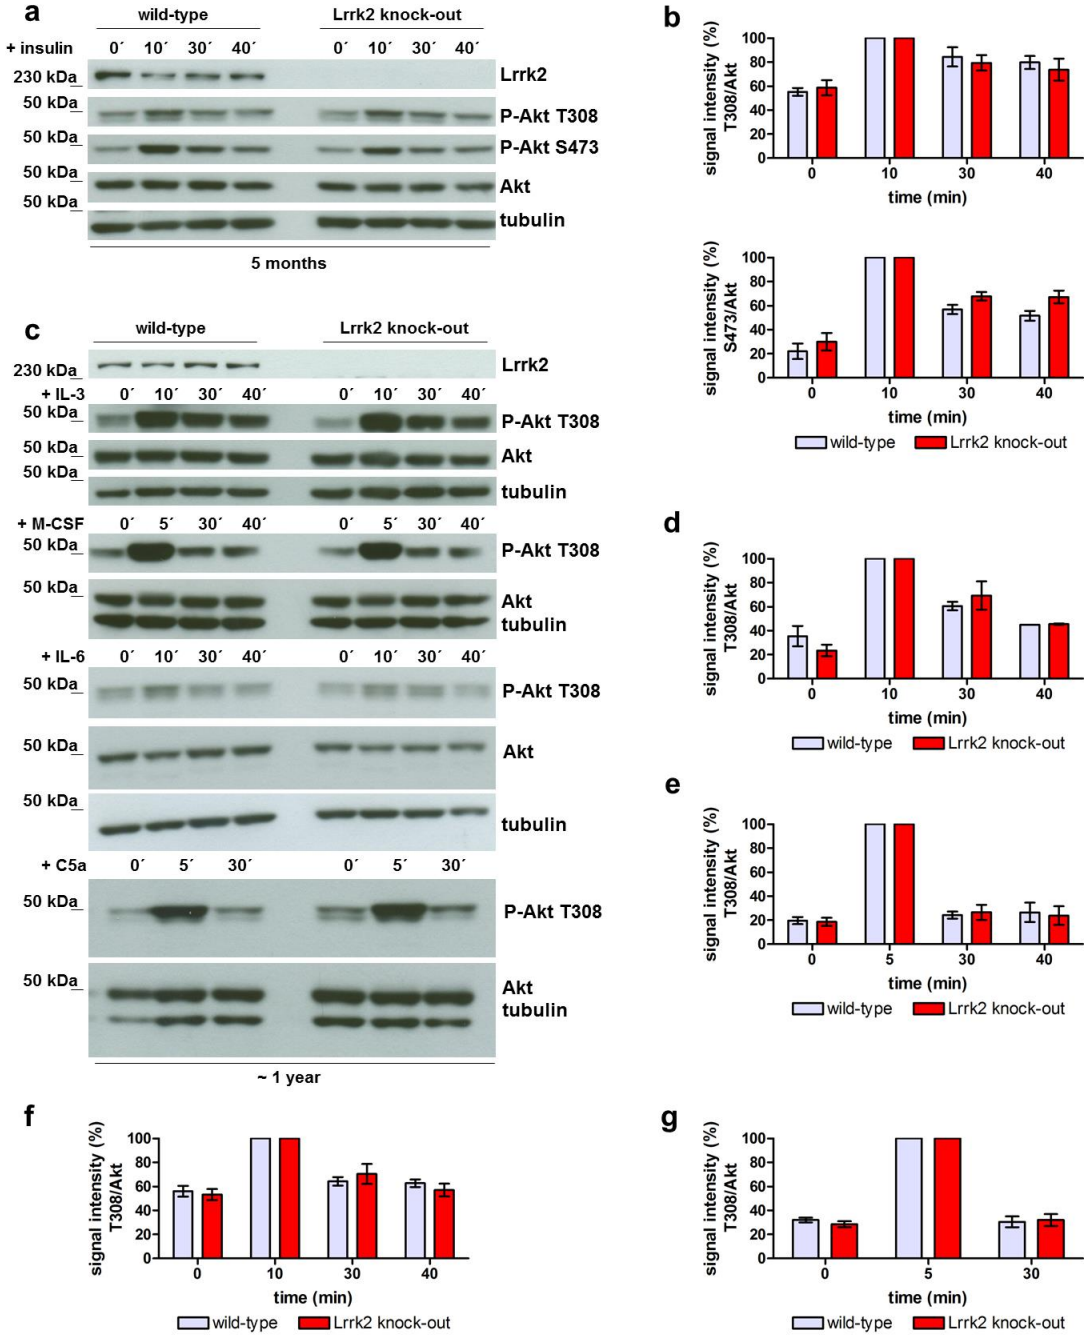 a
wild-type Lrrk2 knock-out
+ insulin 0´ 10´ 30´ 40´ 0´ 10´ 30´ 40´
230 kDa Lrrk2
50 kDa P-Akt T308
50 kDa P-Akt S473
50 kDa Akt
50 kDa tubulin
5 months
b
signal intensity (%)
T308/Akt
100
80
60
40
20
0
0 10 30 40
time (min)
signal intensity (%)
S473/Akt
100
80
60
40
20
0
0 10 30 40
time (min)
wild-type Lrrk2 knock-out
c
wild-type Lrrk2 knock-out
230 kDa Lrrk2
+ IL-3 0´ 10´ 30´ 40´ 0´ 10´ 30´ 40´
50 kDa P-Akt T308
50 kDa Akt
50 kDa tubulin
+ M-CSF 0´ 5´ 30´ 40´ 0´ 5´ 30´ 40´
50 kDa P-Akt T308
50 kDa Akt
tubulin
+ IL-6 0´ 10´ 30´ 40´ 0´ 10´ 30´ 40´
50 kDa P-Akt T308
50 kDa Akt
50 kDa tubulin
+ C5a 0´ 5´ 30´ 0´ 5´ 30´
50 kDa P-Akt T308
50 kDa Akt
tubulin
~ 1 year
d
signal intensity (%)
T308/Akt
100
80
60
40
20
0
0 10 30 40
time (min)
wild-type Lrrk2 knock-out
e
signal intensity (%)
T308/Akt
100
80
60
40
20
0
0 5 30 40
time (min)
wild-type Lrrk2 knock-out
f
signal intensity (%)
T308/Akt
100
80
60
40
20
0
0 10 30 40
time (min)
wild-type Lrrk2 knock-out
g
signal intensity (%)
T308/Akt
100
80
60
40
20
0
0 5 30
time (min)
wild-type Lrrk2 knock-out